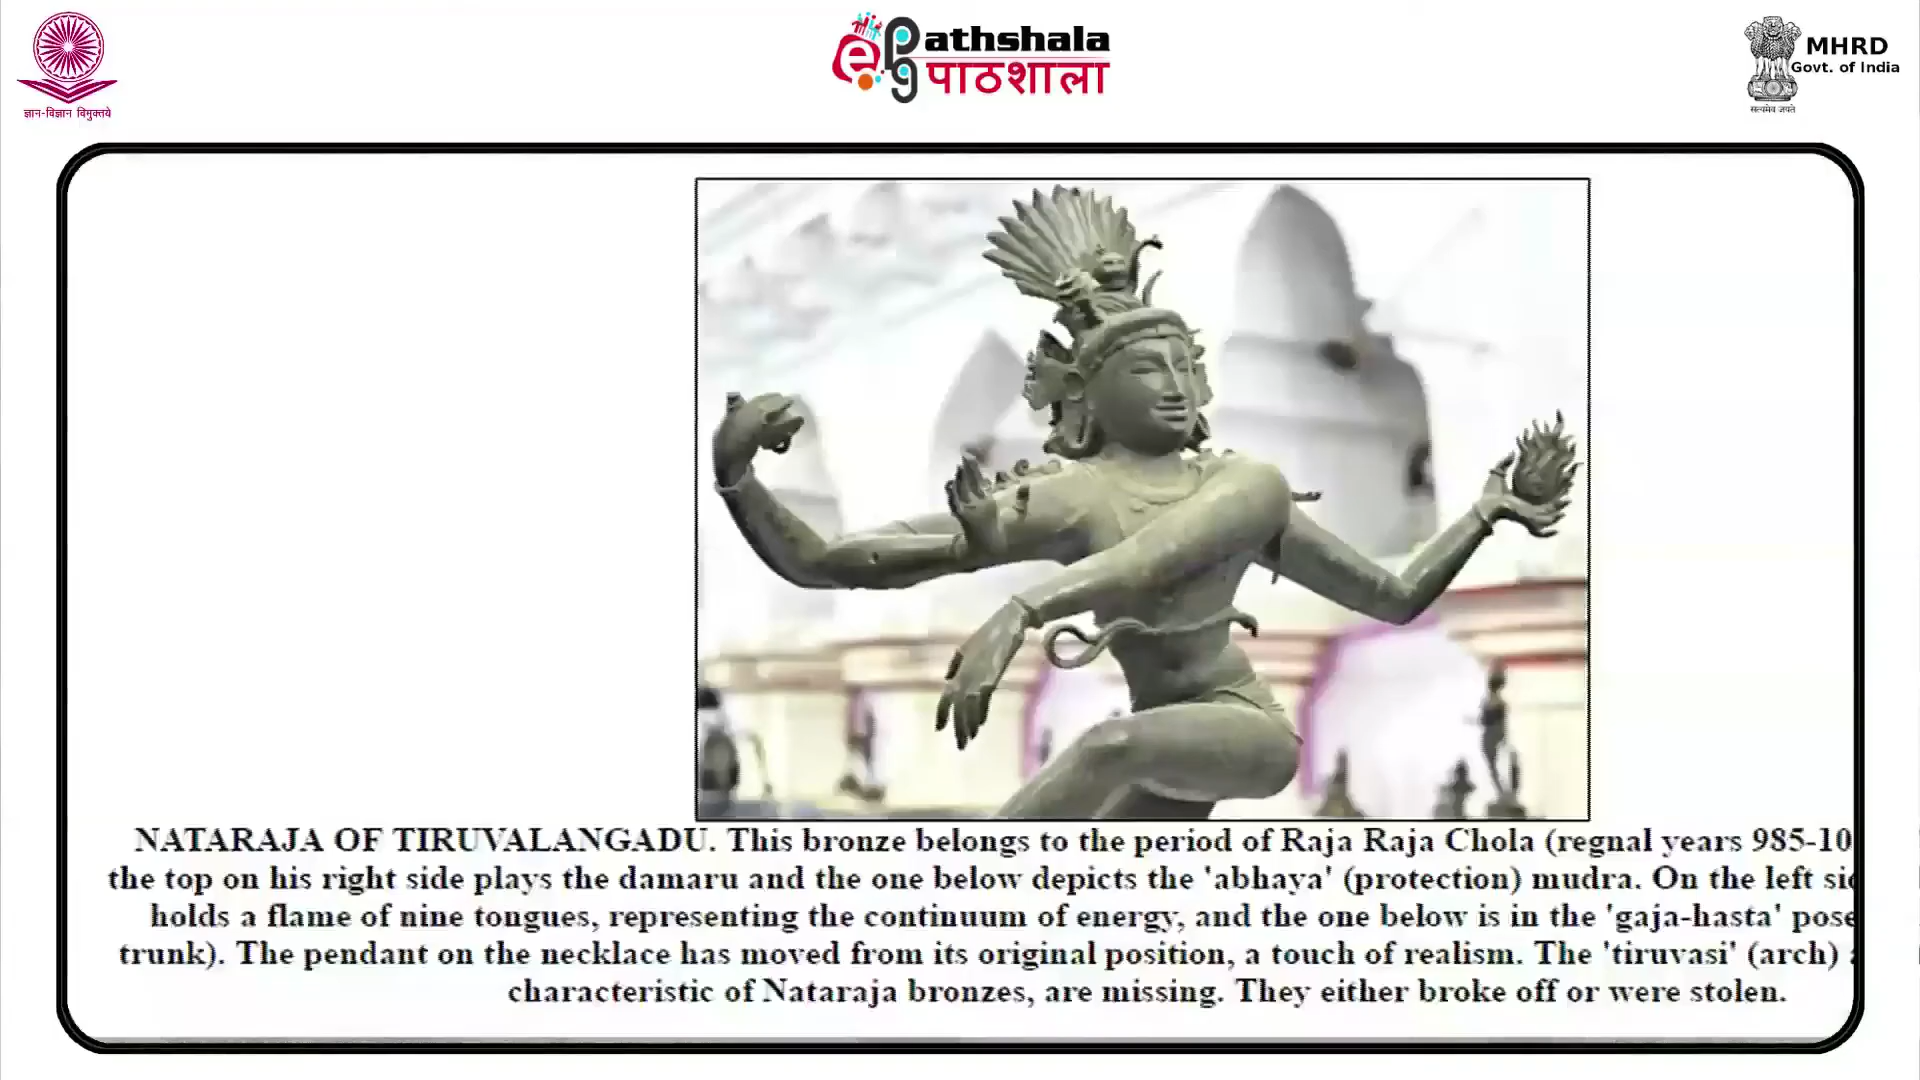 ज्ञान-विज्ञान विमुक्तये
ePathshala
पाठशाला
MHRD
Govt. of India
सत्यमेव जयते
NATARAJA OF TIRUVALANGADU. This bronze belongs to the period of Raja Raja Chola (regnal years 985-10
the top on his right side plays the damaru and the one below depicts the 'abhaya' (protection) mudra. On the left
holds a flame of nine tongues, representing the continuum of energy, and the one below is in the 'gaja-hasta' pose
trunk). The pendant on the necklace has moved from its original position, a touch of realism. The 'tiruvasi' (arch)
characteristic of Nataraja bronzes, are missing. They either broke off or were stolen.